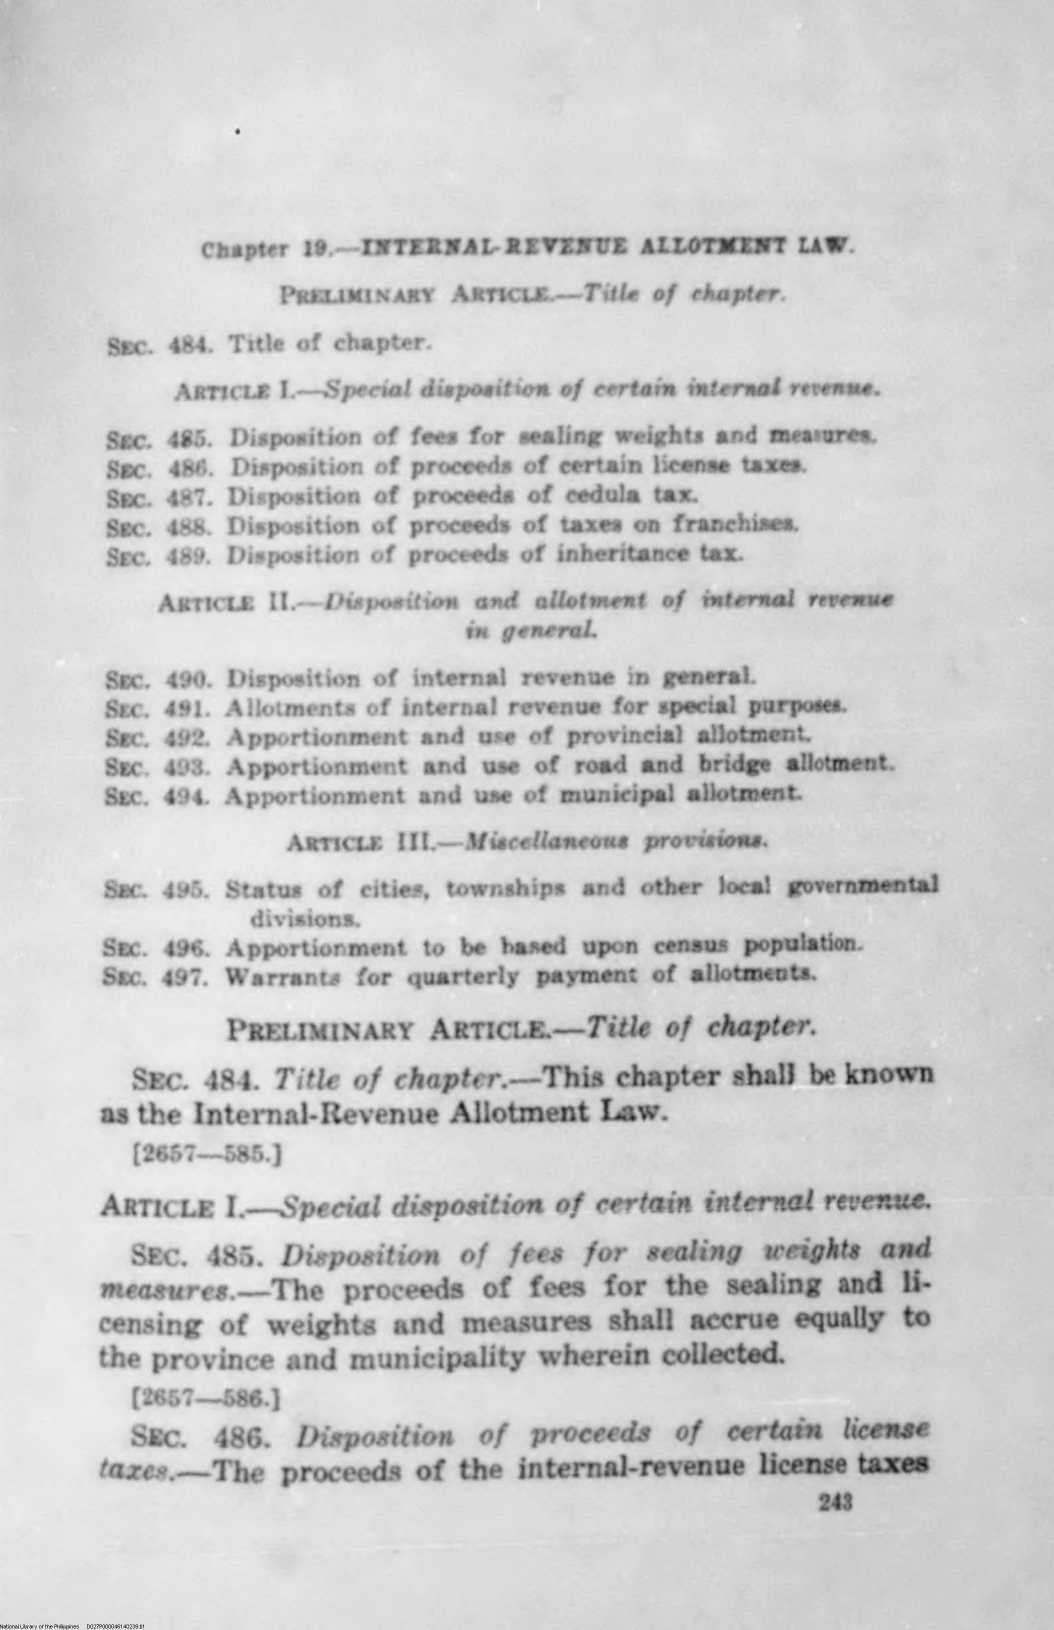 Chapter 19.—INTERNAL-REVENUE ALLOTMENT LAW.
PRELIMINARY ARTICLE.—Title of chapter.
SEC. 484. Title of chapter.
ARTICLE I.—Special disposition of certain internal revenue.
SEC. 485. Disposition of fees for sealing weights and measures.
SEC. 486. Disposition of proceeds of certain license taxes.
SEC. 487. Disposition of proceeds of cedula tax.
SEC. 488. Disposition of proceeds of taxes on franchises.
SEC. 489. Disposition of proceeds of inheritance tax.
ARTICLE II.—Disposition and allotment of internal revenue
in general.
SEC. 490. Disposition of internal revenue in general.
SEC. 491. Allotments of internal revenue for special purposes.
SEC. 492. Apportionment and use of provincial allotment.
SEC. 493. Apportionment and use of road and bridge allotment.
SEC. 494. Apportionment and use of municipal allotment.
ARTICLE III.—Miscellaneous provisions.
SEC. 495. Status of cities, townships and other local governmental
divisions.
SEC. 496. Apportionment to be based upon census population.
SEC. 497. Warrants for quarterly payment of allotments.
PRELIMINARY ARTICLE.—Title of chapter.
SEC. 484. Title of chapter.—This chapter shall be known
as the Internal-Revenue Allotment Law.
[2657—585.]
ARTICLE I.—Special disposition of certain internal revenue.
SEC. 485. Disposition of fees for sealing weights and
measures.—The proceeds of fees for the sealing and li-
censing of weights and measures shall accrue equally to
the province and municipality wherein collected.
[2657—586.]
SEC. 486. Disposition of proceeds of certain license
taxes.—The proceeds of the internal-revenue license taxes
243
National Library of the Philippines